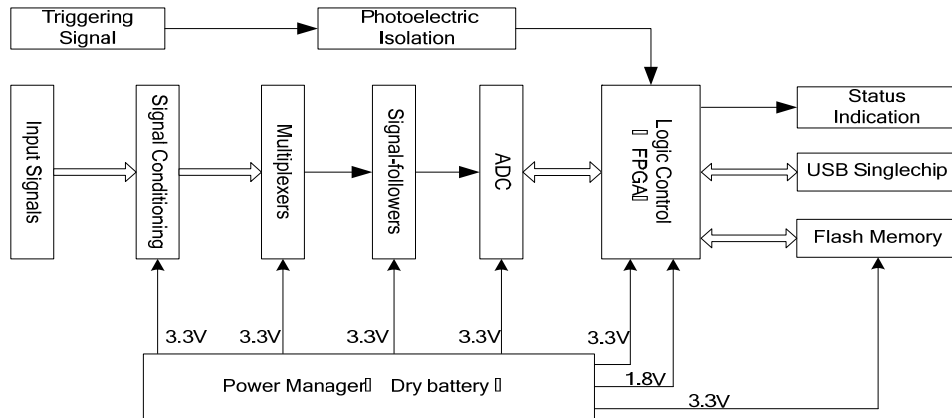 Triggering
Signal
Photoelectric
Isolation
Input Signals
Signal Conditioning
Multiplexers
Signal-followers
ADC
Logic Control
▯ FPGA▯
Status
Indication
USB Singlechip
Flash Memory
3.3V
3.3V
3.3V
3.3V
3.3V
1.8V
3.3V
Power Manager▯ Dry battery ▯